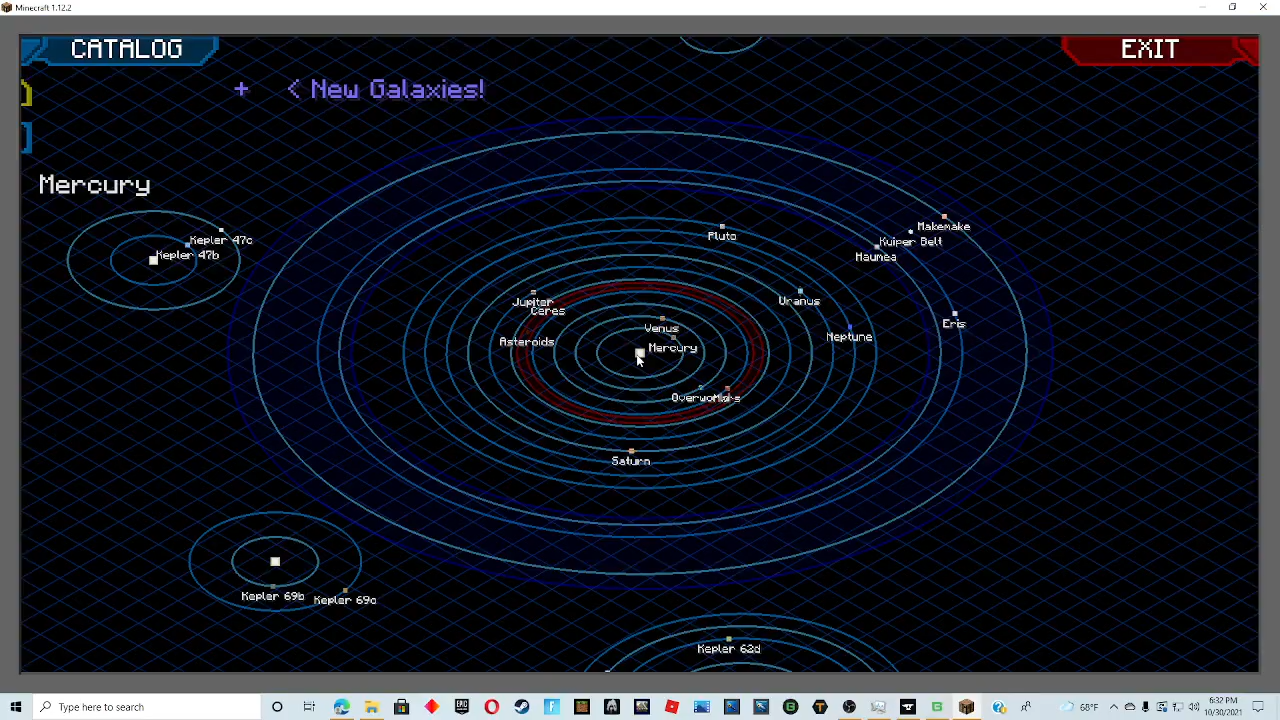 Minecraft 1.12.2
CATALOG
EXIT
+ < New Galaxies!
Mercury
Kepler 47c
Kepler 47b
Pluto
Makemake
Kuiper Belt
Haumea
Jupiter
Ceres
Uranus
Venus
Eris
Neptune
Asteroids
Mercury
Overworld
Mars
Saturn
Kepler 69b
Kepler 69c
Kepler 62d
Type here to search
68°F
6:32 PM
10/30/2021